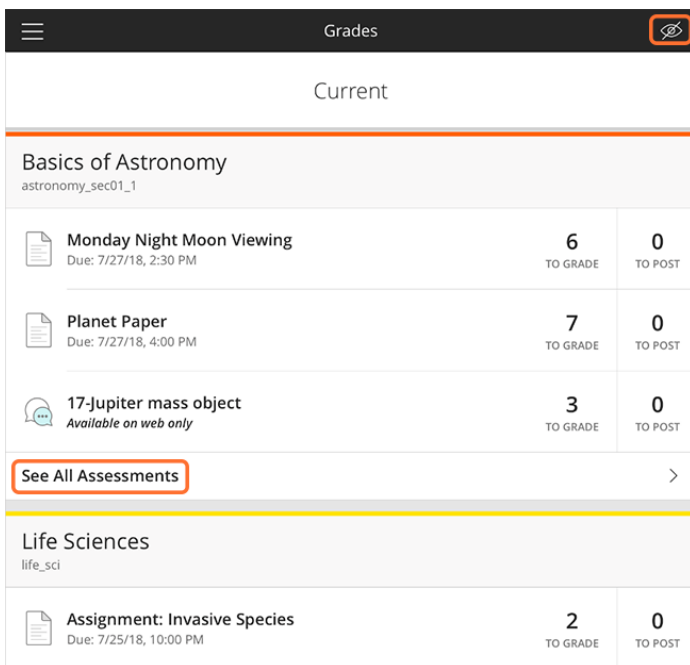 Grades
Current
Basics of Astronomy
astronomy_sec01_1
Monday Night Moon Viewing
Due: 7/27/18, 2:30 PM
6
TO GRADE
0
TO POST
Planet Paper
Due: 7/27/18, 4:00 PM
7
TO GRADE
0
TO POST
17-Jupiter mass object
Available on web only
3
TO GRADE
0
TO POST
See All Assessments
Life Sciences
life_sci
Assignment: Invasive Species
Due: 7/25/18, 10:00 PM
2
TO GRADE
0
TO POST